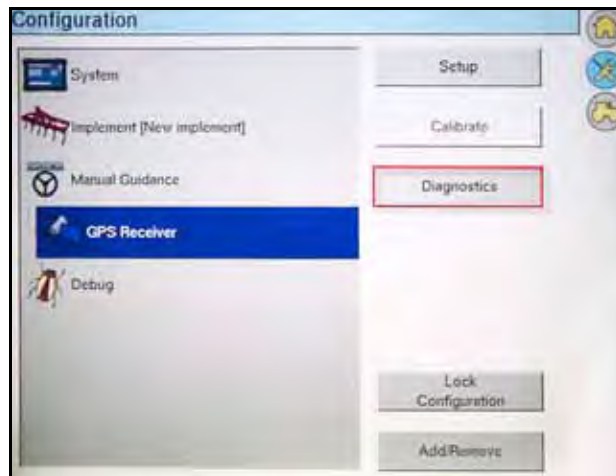 Configuration
System
Setup
Implement [New implement]
Calibrate
Manual Guidance
Diagnostics
GPS Receiver
Debug
Lock
Configuration
Add/Remove